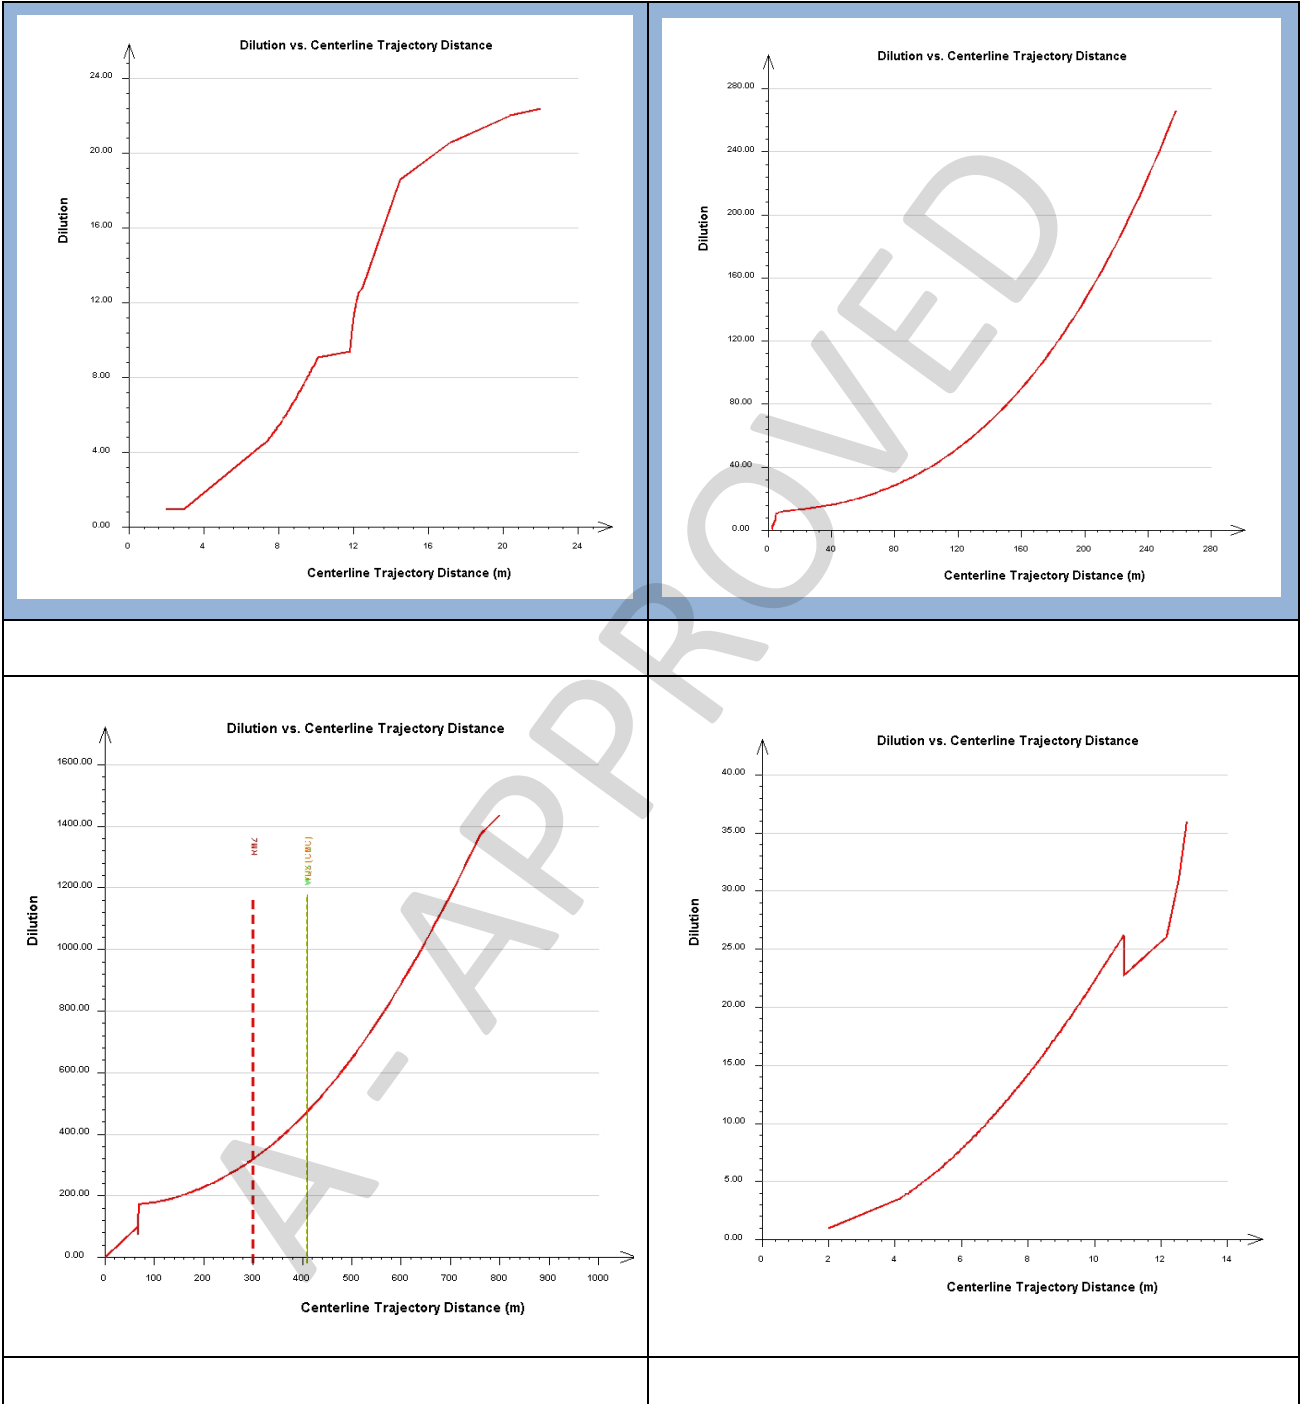 Dilution vs. Centerline Trajectory Distance
24.00
20.00
16.00
12.00
8.00
4.00
0.00
Dilution
0 4 8 12 16 20 24
Centerline Trajectory Distance (m)
Dilution vs. Centerline Trajectory Distance
280.00
240.00
200.00
160.00
120.00
80.00
40.00
0.00
Dilution
0 40 80 120 160 200 240 280
Centerline Trajectory Distance (m)
Dilution vs. Centerline Trajectory Distance
1600.00
1400.00
1200.00
1000.00
800.00
600.00
400.00
200.00
0.00
Dilution
0 100 200 300 400 500 600 700 800 900 1000
Centerline Trajectory Distance (m)
Dilution vs. Centerline Trajectory Distance
40.00
35.00
30.00
25.00
20.00
15.00
10.00
5.00
0.00
Dilution
0 2 4 6 8 10 12 14
Centerline Trajectory Distance (m)
A - APPROVED